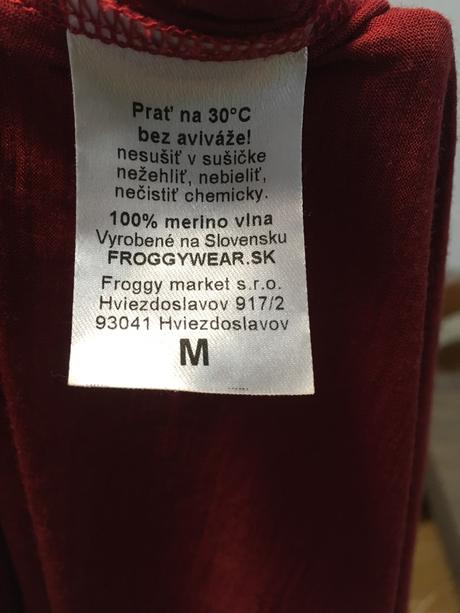 Prať na 30°C
bez aviváže!
nesušiť v sušičke
nežehliť, nebieliť,
nečistiť chemicky.
100% merino vlna
Vyrobené na Slovensku
FROGGYWEAR.SK
Froggy market s.r.o.
Hviezdoslavov 917/2
93041 Hviezdoslavov
M